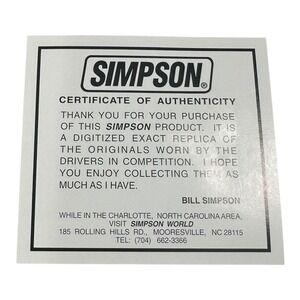 SIMPSON®
CERTIFICATE OF AUTHENTICITY
THANK YOU FOR YOUR PURCHASE
OF THIS SIMPSON PRODUCT. IT IS
A DIGITIZED EXACT REPLICA OF
THE ORIGINALS WORN BY THE
DRIVERS IN COMPETITION. I HOPE
YOU ENJOY COLLECTING THEM AS
MUCH AS I HAVE.
BILL SIMPSON
WHILE IN THE CHARLOTTE, NORTH CAROLINA AREA,
VISIT SIMPSON WORLD
185 ROLLING HILLS RD., MOORESVILLE, NC 28115
TEL: (704) 662-3366